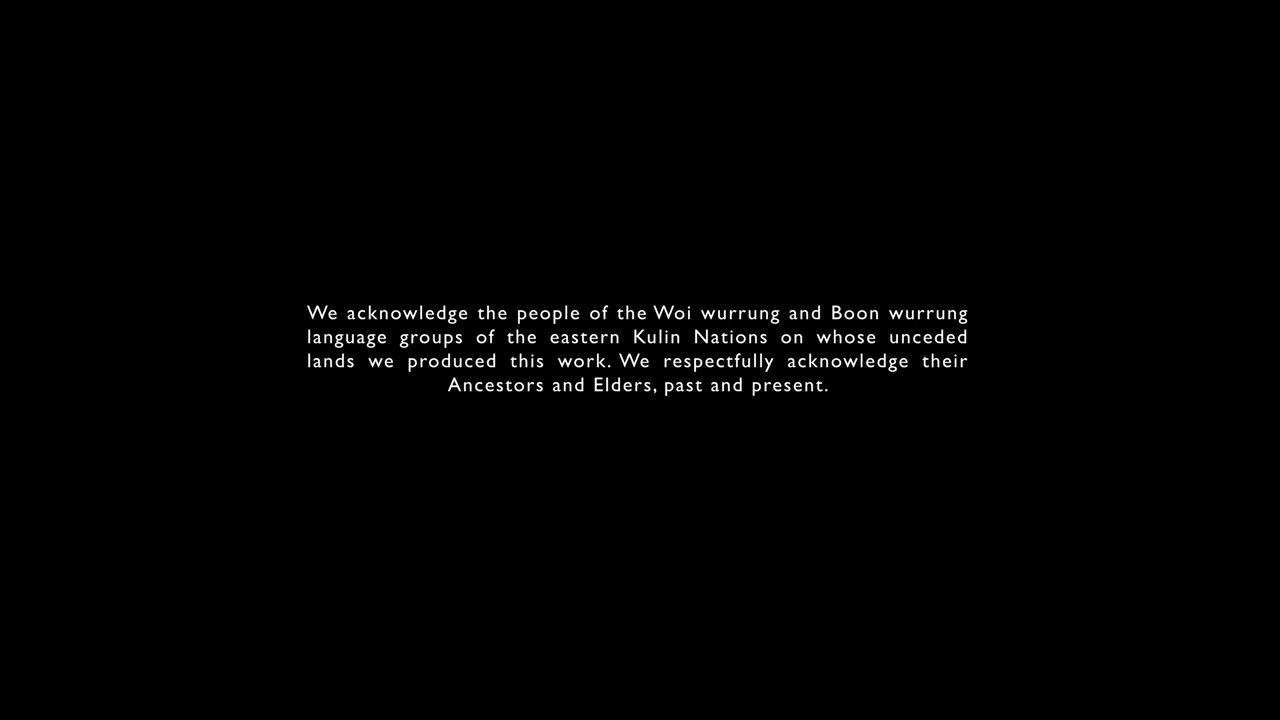 We acknowledge the people of the Woi wurrung and Boon wurrung
language groups of the eastern Kulin Nations on whose unceded
lands we produced this work. We respectfully acknowledge their
Ancestors and Elders, past and present.